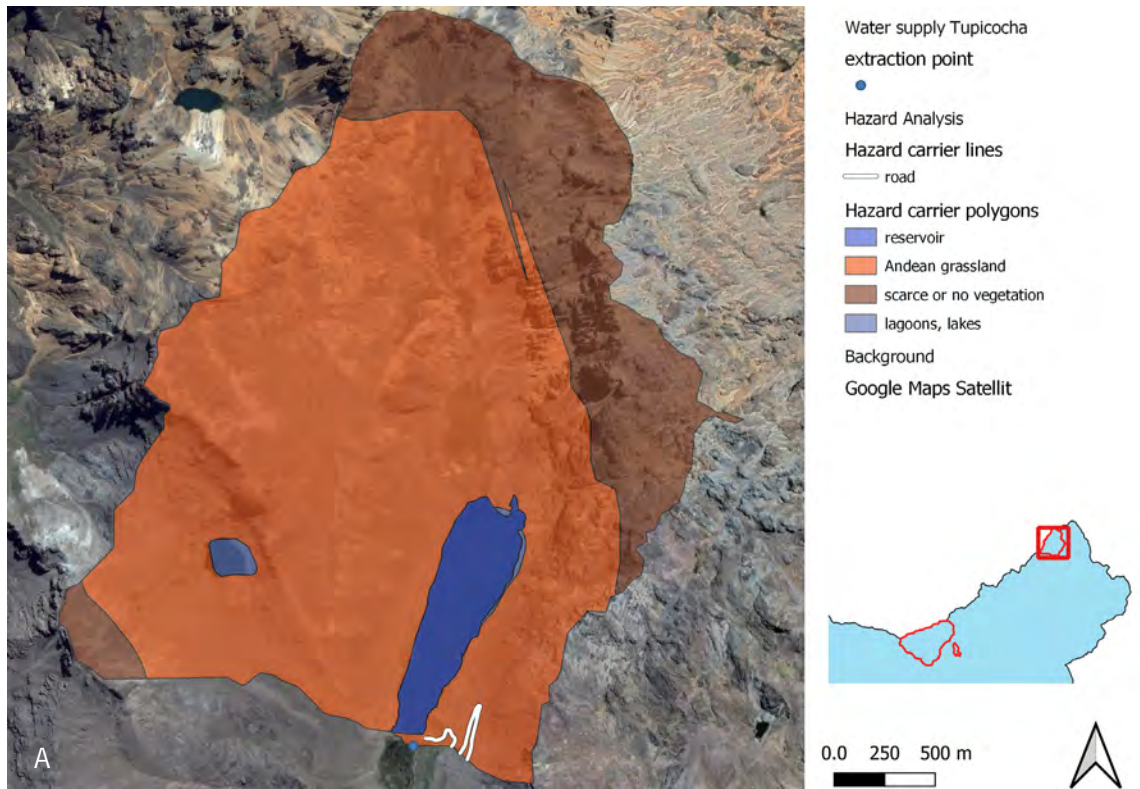 Water supply Tupicocha
extraction point
Hazard Analysis
Hazard carrier lines
road
Hazard carrier polygons
reservoir
Andean grassland
scarce or no vegetation
lagoons, lakes
Background
Google Maps Satellit
A
0.0 250 500 m